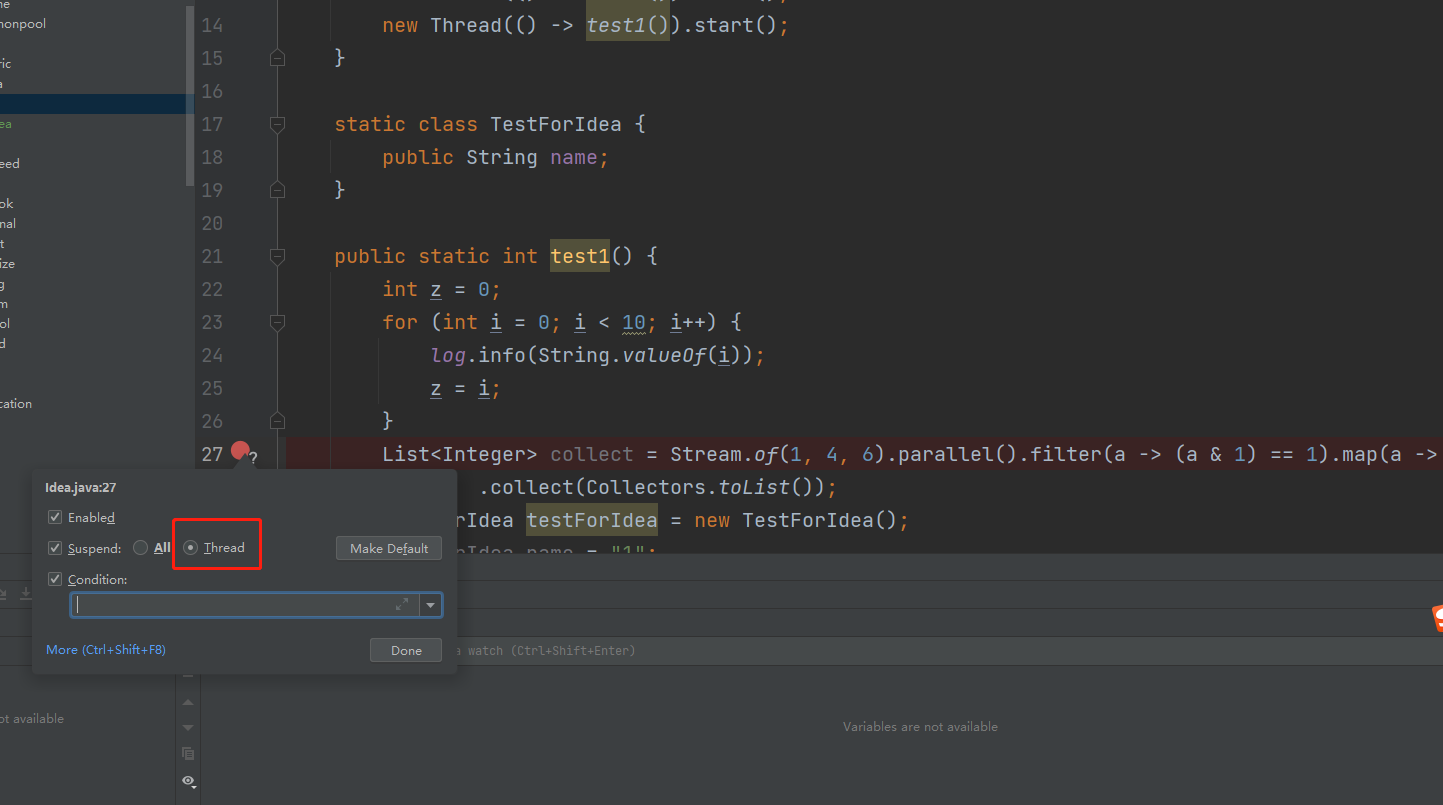 14 new Thread(() -> test1()).start();
15 }
16
17 static class TestForIdea {
18 public String name;
19 }
20
21 public static int test1() {
22 int z = 0;
23 for (int i = 0; i < 10; i++) {
24 log.info(String.valueOf(i));
25 z = i;
26 }
27 ? List<Integer> collect = Stream.of(1, 4, 6).parallel().filter(a -> (a & 1) == 1).map(a ->
.collect(Collectors.toList());
rIdea testForIdea = new TestForIdea();
name = "1";
ne
nonpool
ric
a
ea
eed
ok
nal
t
ize
g
m
ol
d
cation
Idea.java:27
Enabled
Suspend: All Thread Make Default
Condition:
More (Ctrl+Shift+F8) Done
a watch (Ctrl+Shift+Enter)
ot available
Variables are not available